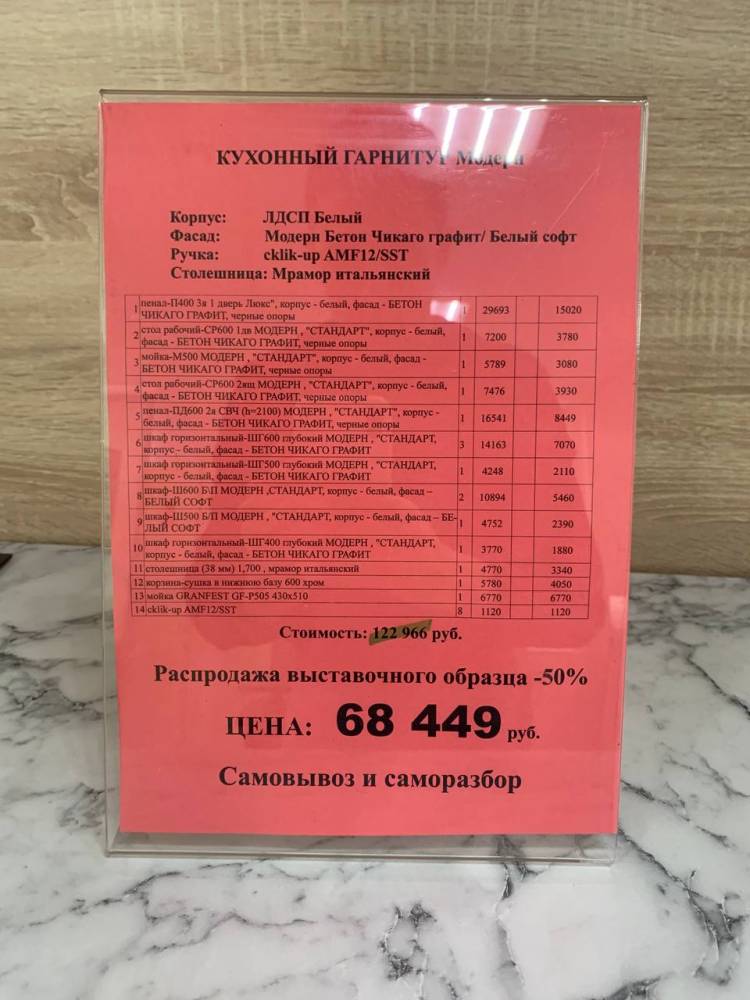 КУХОННЫЙ ГАРНИТУР Модерн
Корпус: ЛДСП Белый
Фасад: Модерн Бетон Чикаго графит/ Белый софт
Ручка: cklik-up AMF12/SST
Столешница: Мрамор итальянский
1 пенал-П400 3я 1 дверь Люкс", корпус - белый, фасад - БЕТОН
ЧИКАГО ГРАФИТ, черные опоры 1 29693 15020
2 стол рабочий-СР600 1дв МОДЕРН , "СТАНДАРТ", корпус - белый,
фасад - БЕТОН ЧИКАГО ГРАФИТ, черные опоры 1 7200 3780
3 мойка-М500 МОДЕРН , "СТАНДАРТ", корпус - белый, фасад -
БЕТОН ЧИКАГО ГРАФИТ, черные опоры 1 5789 3080
4 стол рабочий-СР600 2ящ МОДЕРН , "СТАНДАРТ", корпус - белый,
фасад - БЕТОН ЧИКАГО ГРАФИТ, черные опоры 1 7476 3930
5 пенал-ПД600 2я СВЧ (h=2100) МОДЕРН , "СТАНДАРТ", корпус -
белый, фасад - БЕТОН ЧИКАГО ГРАФИТ, черные опоры 1 16541 8449
6 шкаф горизонтальный-ШГ600 глубокий МОДЕРН , "СТАНДАРТ,
корпус - белый, фасад - БЕТОН ЧИКАГО ГРАФИТ 3 14163 7070
7 шкаф горизонтальный-ШГ500 глубокий МОДЕРН , "СТАНДАРТ,
корпус - белый, фасад - БЕТОН ЧИКАГО ГРАФИТ 1 4248 2110
8 шкаф-Ш600 Б\П МОДЕРН ,СТАНДАРТ, корпус - белый, фасад –
БЕЛЫЙ СОФТ 2 10894 5460
9 шкаф-Ш500 Б/П МОДЕРН , "СТАНДАРТ, корпус - белый, фасад – БЕ-
ЛЫЙ СОФТ 1 4752 2390
10 шкаф горизонтальный-ШГ400 глубокий МОДЕРН , "СТАНДАРТ,
корпус - белый, фасад - БЕТОН ЧИКАГО ГРАФИТ 1 3770 1880
11 столешница (38 мм) 1,700 , мрамор итальянский 1 4770 3340
12 корзина-сушка в нижнюю базу 600 хром 1 5780 4050
13 мойка GRANFEST GF-P505 430х510 1 6770 6770
14 cklik-up AMF12/SST 8 1120 1120
Стоимость: 122 966 руб.
Распродажа выставочного образца -50%
ЦЕНА: 68 449 руб.
Самовывоз и саморазбор